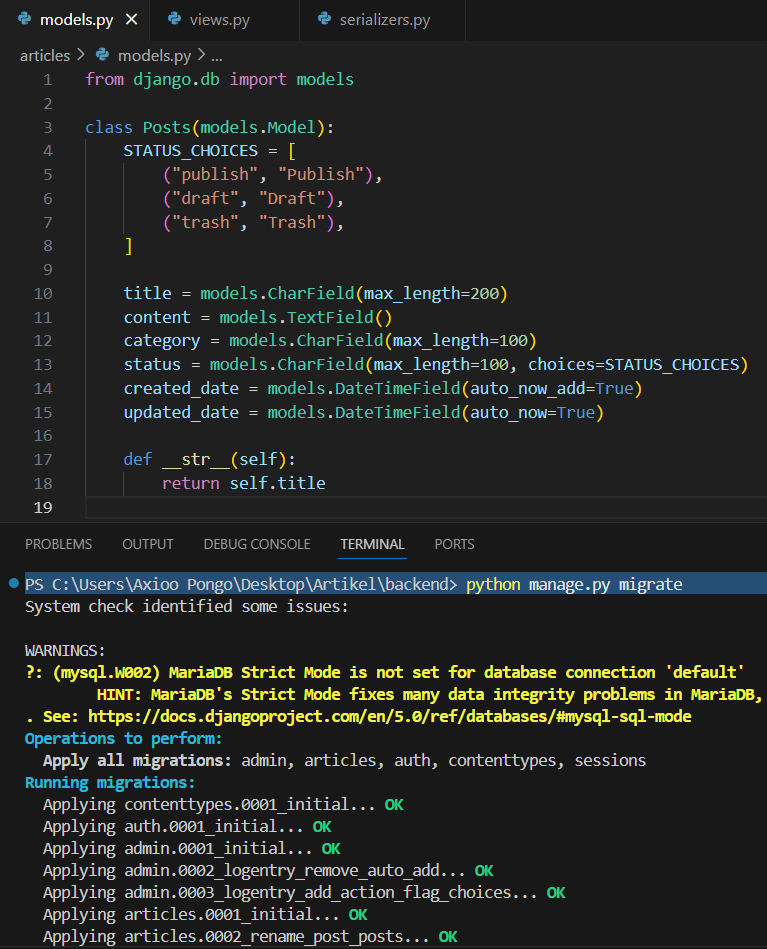 models.py ✕ views.py serializers.py
articles > models.py > ...
1 from django.db import models
2
3 class Posts(models.Model):
4     STATUS_CHOICES = [
5         ("publish", "Publish"),
6         ("draft", "Draft"),
7         ("trash", "Trash"),
8     ]
9
10     title = models.CharField(max_length=200)
11     content = models.TextField()
12     category = models.CharField(max_length=100)
13     status = models.CharField(max_length=100, choices=STATUS_CHOICES)
14     created_date = models.DateTimeField(auto_now_add=True)
15     updated_date = models.DateTimeField(auto_now=True)
16
17     def __str__(self):
18         return self.title
19
PROBLEMS OUTPUT DEBUG CONSOLE TERMINAL PORTS
PS C:\Users\Axioo Pongo\Desktop\Artikel\backend> python manage.py migrate
System check identified some issues:

WARNINGS:
?: (mysql.W002) MariaDB Strict Mode is not set for database connection 'default'
        HINT: MariaDB's Strict Mode fixes many data integrity problems in MariaDB,
. See: https://docs.djangoproject.com/en/5.0/ref/databases/#mysql-sql-mode
Operations to perform:
  Apply all migrations: admin, articles, auth, contenttypes, sessions
Running migrations:
  Applying contenttypes.0001_initial... OK
  Applying auth.0001_initial... OK
  Applying admin.0001_initial... OK
  Applying admin.0002_logentry_remove_auto_add... OK
  Applying admin.0003_logentry_add_action_flag_choices... OK
  Applying articles.0001_initial... OK
  Applying articles.0002_rename_post_posts... OK